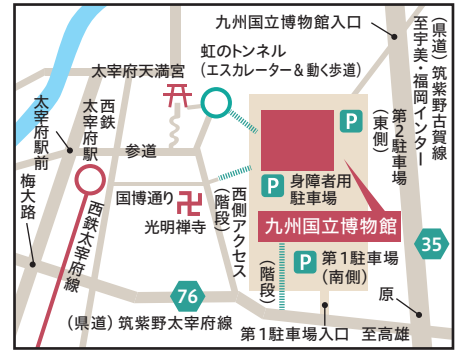 九州国立博物館入口
虹のトンネル
(エスカレーター&動く歩道)
太宰府天満宮
(県道)筑紫野古賀線
至宇美・福岡インター
第2駐車場
(東側)
P
西鉄
太宰府駅
太宰府駅前
参道
梅大路
国博通り
卍
光明禅寺
西側アクセス
(階段)
P
身障者用
駐車場
九州国立博物館
西鉄太宰府線
(階段)
P
第1駐車場
(南側)
35
76
原
(県道)筑紫野太宰府線
第1駐車場入口
至高雄